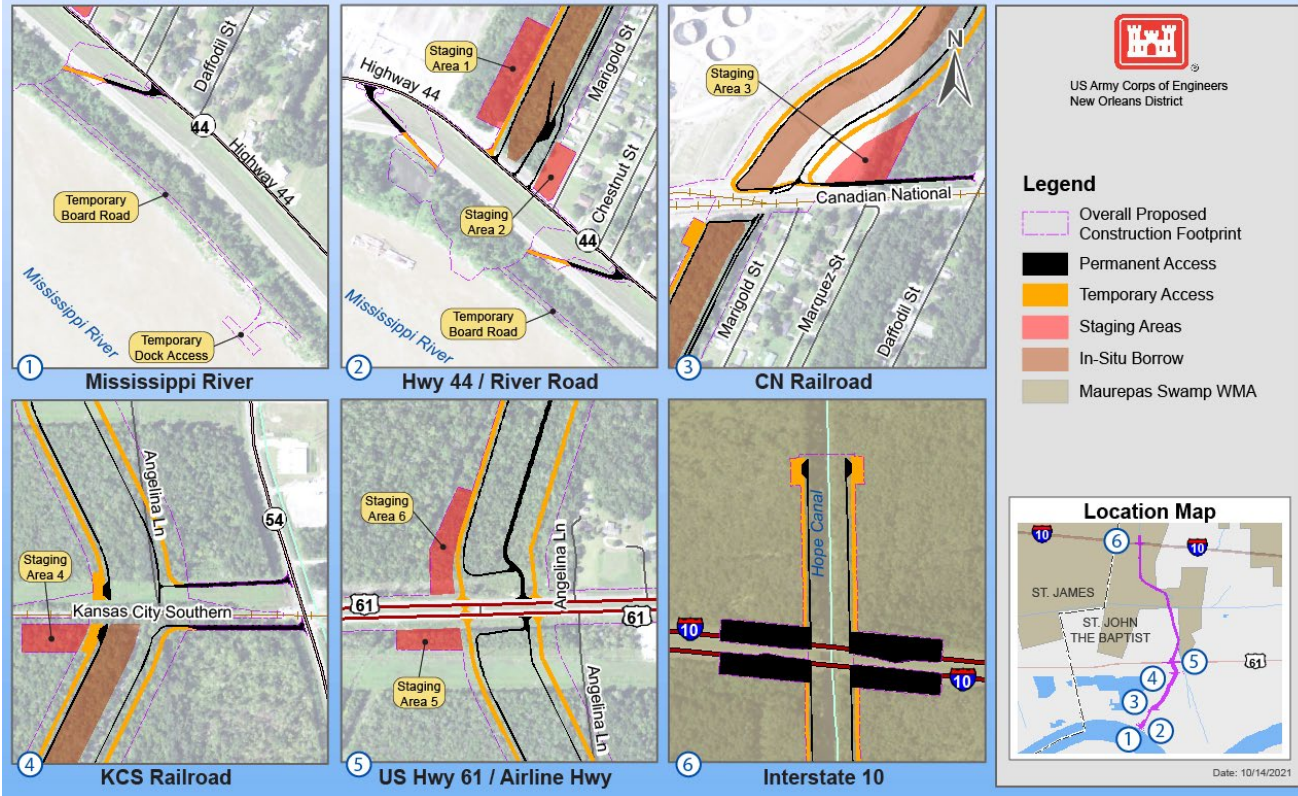 Daffodil St
44
Highway 44
Temporary
Board Road
Mississippi River
Temporary
Dock Access
1
Mississippi River
Highway 44
Staging
Area 1
Marigold St
Staging
Area 2
Chestnut St
44
Mississippi River
Temporary
Board Road
2
Hwy 44 / River Road
Staging
Area 3
N
Canadian National
Marigold St
Marquez St
Daffodil St
3
CN Railroad
Angelina Ln
54
Staging
Area 4
Kansas City Southern
4
KCS Railroad
Staging
Area 6
Angelina Ln
61
61
Staging
Area 5
Angelina Ln
5
US Hwy 61 / Airline Hwy
Hope Canal
10
10
6
Interstate 10
®
US Army Corps of Engineers
New Orleans District
Legend
Overall Proposed
Construction Footprint
Permanent Access
Temporary Access
Staging Areas
In-Situ Borrow
Maurepas Swamp WMA
Location Map
10
6
10
ST. JAMES
ST. JOHN
THE BAPTIST
5
61
4
3
2
1
Date: 10/14/2021